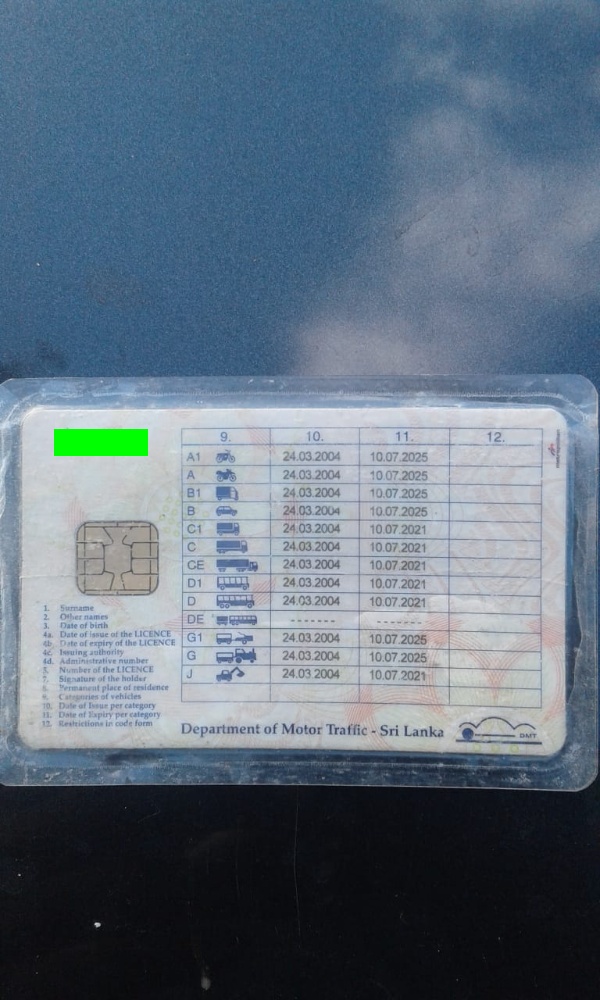 9. 10. 11. 12.
A1 24.03.2004 10.07.2025
A 24.03.2004 10.07.2025
B1 24.03.2004 10.07.2025
B 24.03.2004 10.07.2025
C1 24.03.2004 10.07.2021
C 24.03.2004 10.07.2021
CE 24.03.2004 10.07.2021
D1 24.03.2004 10.07.2021
D 24.03.2004 10.07.2021
DE ------ ------
G1 24.03.2004 10.07.2025
G 24.03.2004 10.07.2025
J 24.03.2004 10.07.2021
1. Surname
2. Other names
3. Date of birth
4a. Date of issue of the LICENCE
4b. Date of expiry of the LICENCE
4c. Issuing authority
4d. Administrative number
5. Number of the LICENCE
7. Signature of the holder
8. Permanent place of residence
9. Categories of vehicles
10. Date of Issue per category
11. Date of Expiry per category
12. Restrictions in code form
Department of Motor Traffic - Sri Lanka
DMT